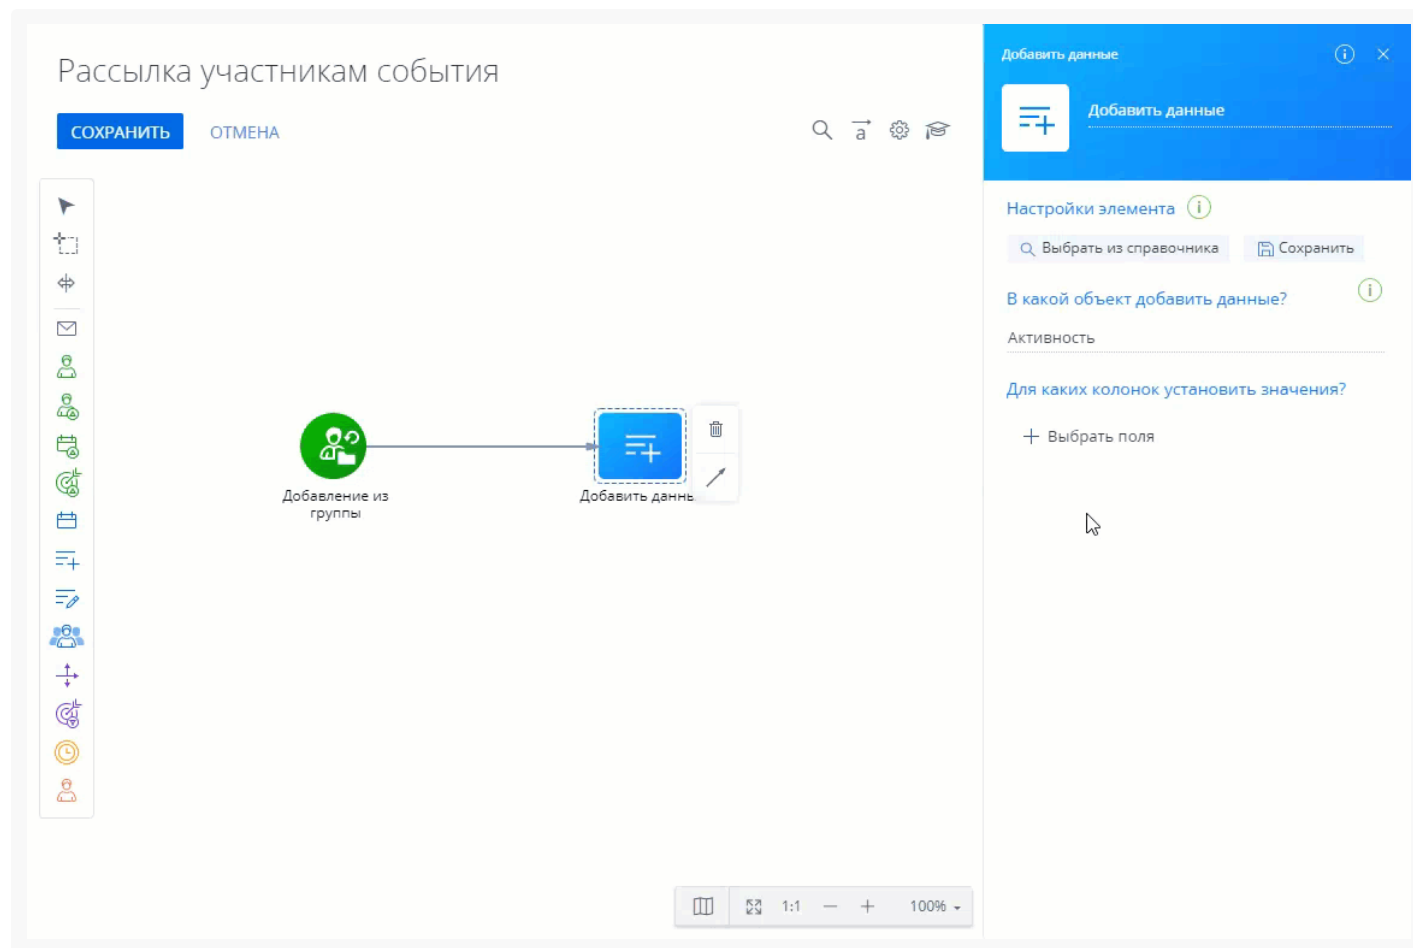 Рассылка участникам события
СОХРАНИТЬ
ОТМЕНА
a
Добавление из
группы
Добавить данны
1:1
100%
Добавить данные
Добавить данные
Настройки элемента
Выбрать из справочника
Сохранить
В какой объект добавить данные?
Активность
Для каких колонок установить значения?
Выбрать поля